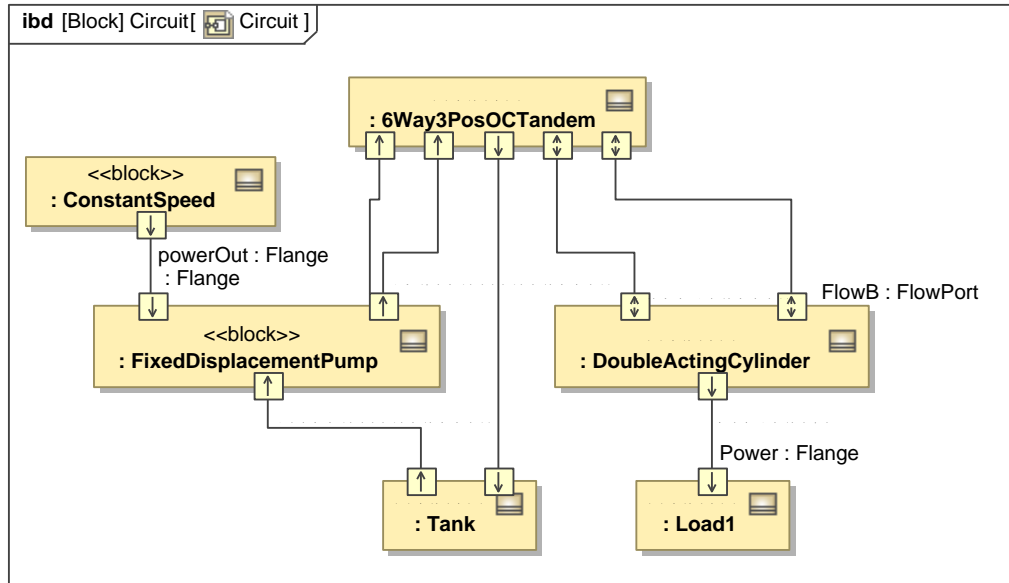 ibd [Block] Circuit[ Circuit ]
: 6Way3PosOCTandem
<<block>>
: ConstantSpeed
powerOut : Flange
: Flange
FlowB : FlowPort
<<block>>
: FixedDisplacementPump
: DoubleActingCylinder
Power : Flange
: Tank
: Load1